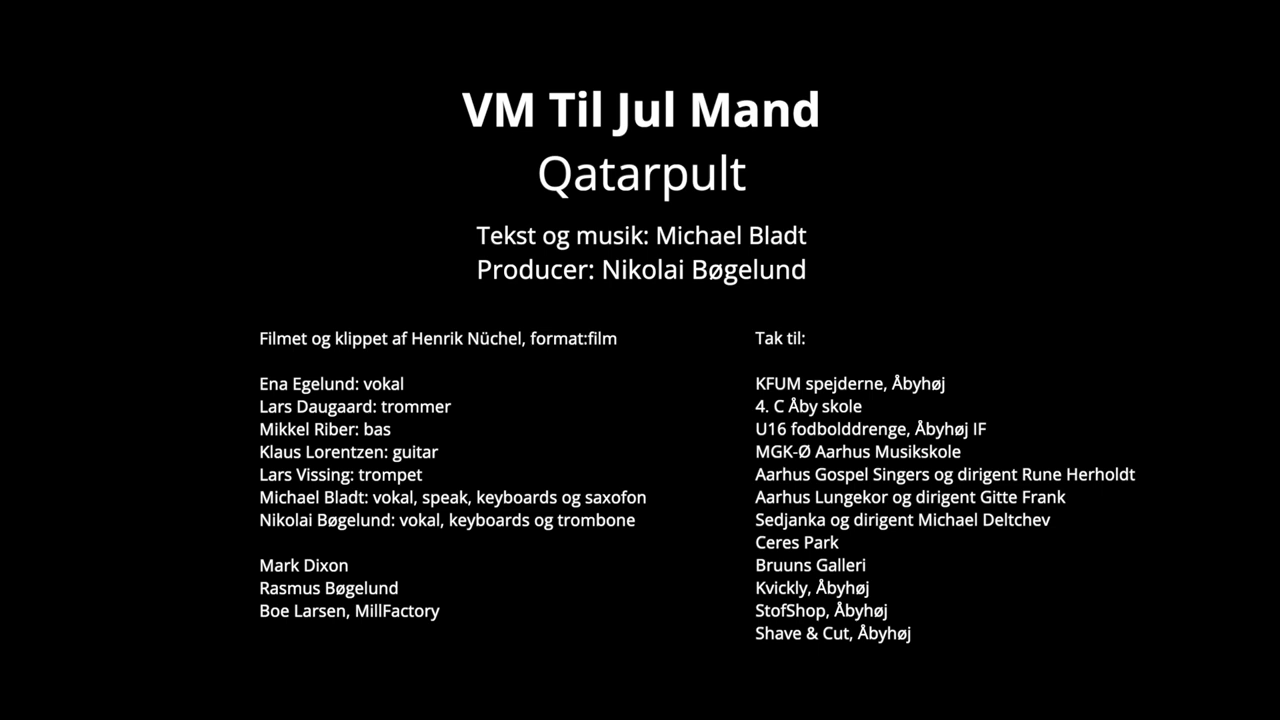 VM Til Jul Mand
Qatarpult
Tekst og musik: Michael Bladt
Producer: Nikolai Bøgelund
Filmet og klippet af Henrik Nüchel, format:film
Ena Egelund: vokal
Lars Daugaard: trommer
Mikkel Riber: bas
Klaus Lorentzen: guitar
Lars Vissing: trompet
Michael Bladt: vokal, speak, keyboards og saxofon
Nikolai Bøgelund: vokal, keyboards og trombone
Mark Dixon
Rasmus Bøgelund
Boe Larsen, MillFactory
Tak til:
KFUM spejderne, Åbyhøj
4. C Åby skole
U16 fodbolddrenge, Åbyhøj IF
MGK-Ø Aarhus Musikskole
Aarhus Gospel Singers og dirigent Rune Herholdt
Aarhus Lungekor og dirigent Gitte Frank
Sedjanka og dirigent Michael Deltchev
Ceres Park
Bruuns Galleri
Kvickly, Åbyhøj
StofShop, Åbyhøj
Shave & Cut, Åbyhøj